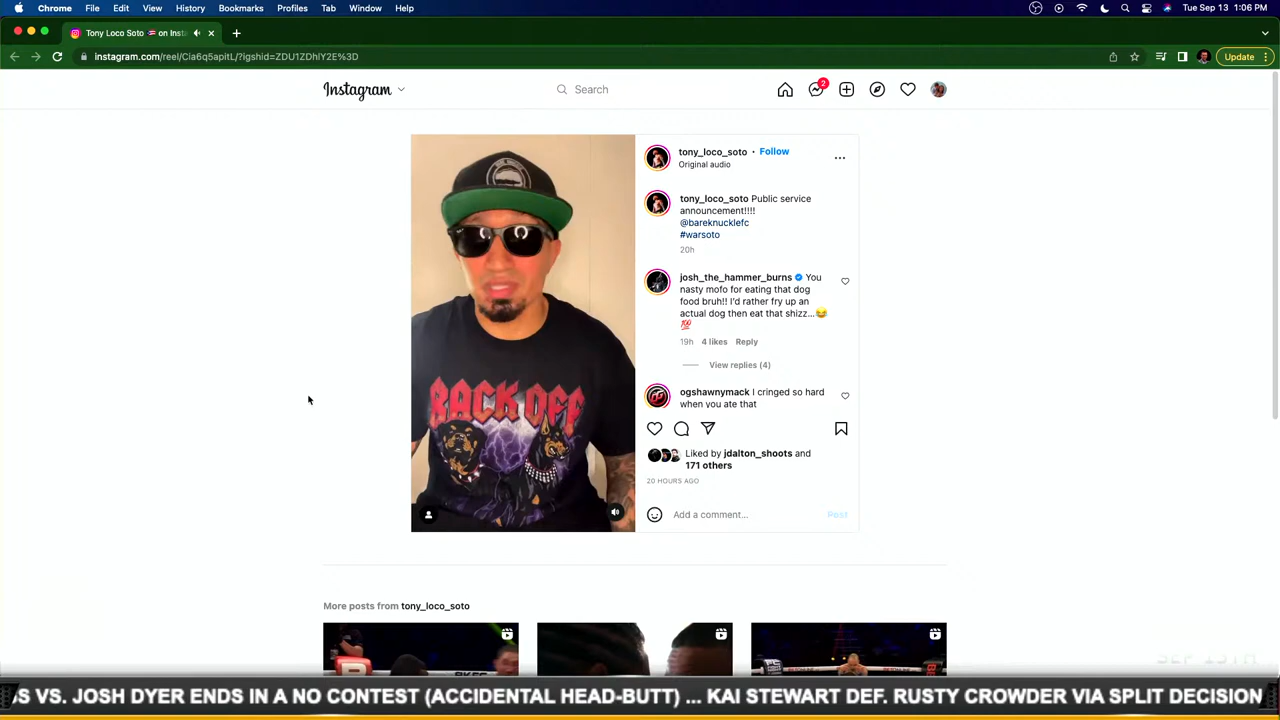 Chrome File Edit View History Bookmarks Profiles Tab Window Help Tue Sep 13 1:06 PM
Tony Loco Soto 🇵🇷 on Inst
instagram.com/reel/Cia6q5apitL/?igshid=ZDU1ZDhlY2E%3D Update
Instagram Search 2
tony_loco_soto • Follow
Original audio
tony_loco_soto Public service
announcement!!!!
@bareknucklefc
#warsoto
20h
josh_the_hammer_burns You
nasty mofo for eating that dog
food bruh!! I'd rather fry up an
actual dog then eat that shizz...😂
💯
19h 4 likes Reply
View replies (4)
ogshawnymack I cringed so hard
when you ate that
BACK OFF
Liked by jdalton_shoots and
171 others
20 HOURS AGO
Add a comment... Post
More posts from tony_loco_soto
SEP 13TH
SS VS. JOSH DYER ENDS IN A NO CONTEST (ACCIDENTAL HEAD-BUTT) ... KAI STEWART DEF. RUSTY CROWDER VIA SPLIT DECISION